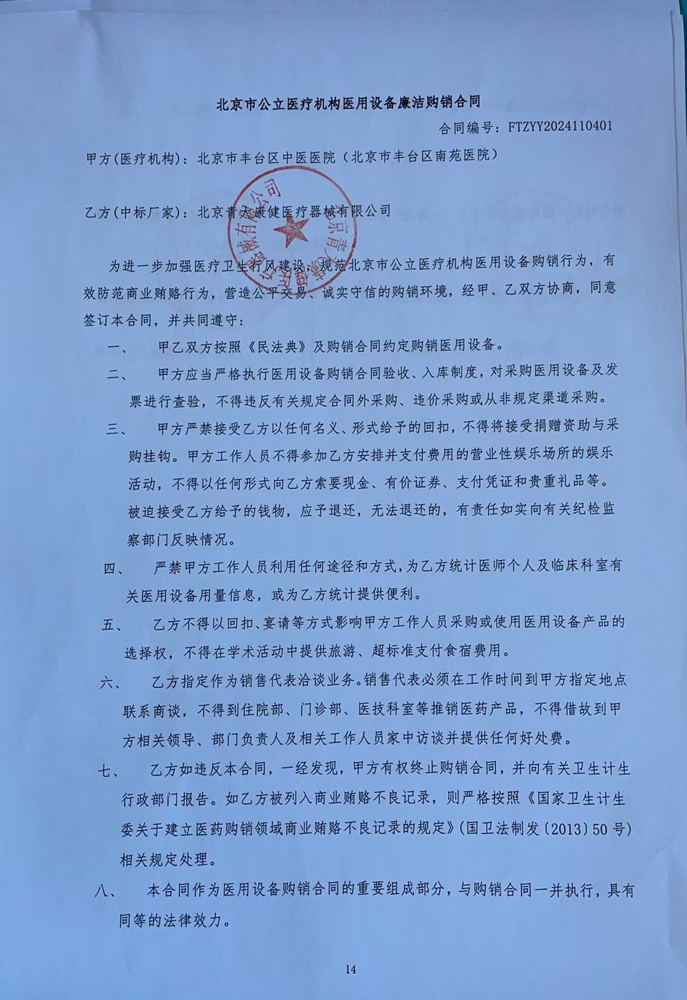 北京市公立医疗机构医用设备廉洁购销合同
合同编号：FTZYY2024110401
甲方(医疗机构)：北京市丰台区中医医院（北京市丰台区南苑医院）
乙方(中标厂家)：北京青天康健医疗器械有限公司
北京青天康健医疗器械有限公司
为进一步加强医疗卫生行风建设，规范北京市公立医疗机构医用设备购销行为，有
效防范商业贿赂行为，营造公平交易、诚实守信的购销环境，经甲、乙双方协商，同意
签订本合同，并共同遵守：
一、 甲乙双方按照《民法典》及购销合同约定购销医用设备。
二、 甲方应当严格执行医用设备购销合同验收、入库制度，对采购医用设备及发
票进行查验，不得违反有关规定合同外采购、违价采购或从非规定渠道采购。
三、 甲方严禁接受乙方以任何名义、形式给予的回扣，不得将接受捐赠资助与采
购挂钩。甲方工作人员不得参加乙方安排并支付费用的营业性娱乐场所的娱乐
活动，不得以任何形式向乙方索要现金、有价证券、支付凭证和贵重礼品等。
被迫接受乙方给予的钱物，应予退还，无法退还的，有责任如实向有关纪检监
察部门反映情况。
四、 严禁甲方工作人员利用任何途径和方式，为乙方统计医师个人及临床科室有
关医用设备用量信息，或为乙方统计提供便利。
五、 乙方不得以回扣、宴请等方式影响甲方工作人员采购或使用医用设备产品的
选择权，不得在学术活动中提供旅游、超标准支付食宿费用。
六、 乙方指定作为销售代表洽谈业务。销售代表必须在工作时间到甲方指定地点
联系商谈，不得到住院部、门诊部、医技科室等推销医药产品，不得借故到甲
方相关领导、部门负责人及相关工作人员家中访谈并提供任何好处费。
七、 乙方如违反本合同，一经发现，甲方有权终止购销合同，并向有关卫生计生
行政部门报告。如乙方被列入商业贿赂不良记录，则严格按照《国家卫生计生
委关于建立医药购销领域商业贿赂不良记录的规定》(国卫法制发〔2013〕50 号)
相关规定处理。
八、 本合同作为医用设备购销合同的重要组成部分，与购销合同一并执行，具有
同等的法律效力。
14